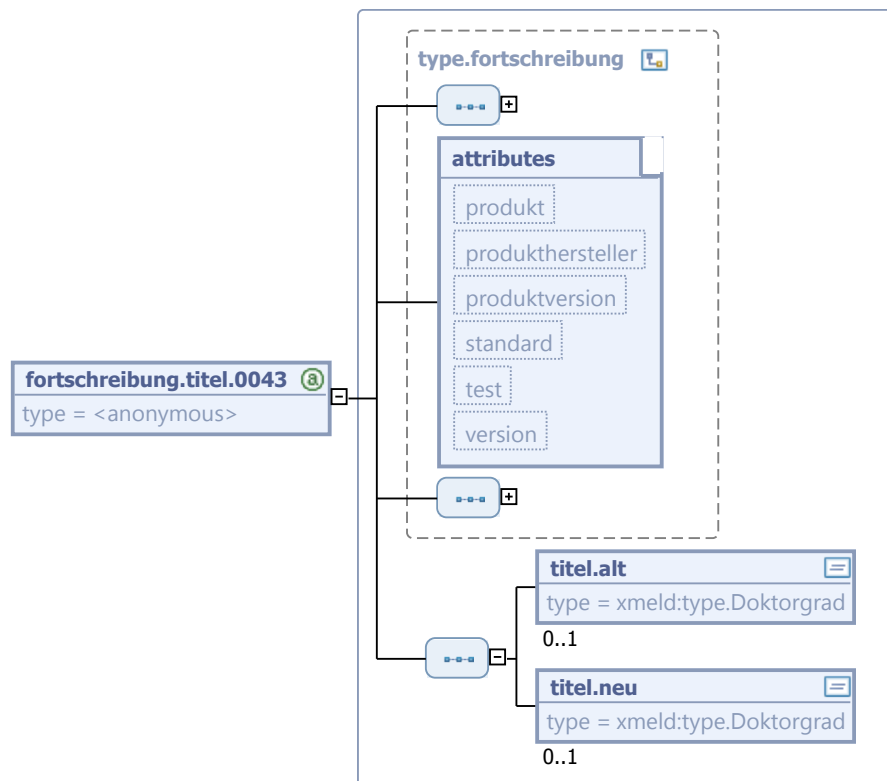 type.fortschreibung
attributes
produkt
produkthersteller
produktversion
standard
test
version
fortschreibung.titel.0043
type = <anonymous>
titel.alt
type = xmeld:type.Doktorgrad
0..1
titel.neu
type = xmeld:type.Doktorgrad
0..1